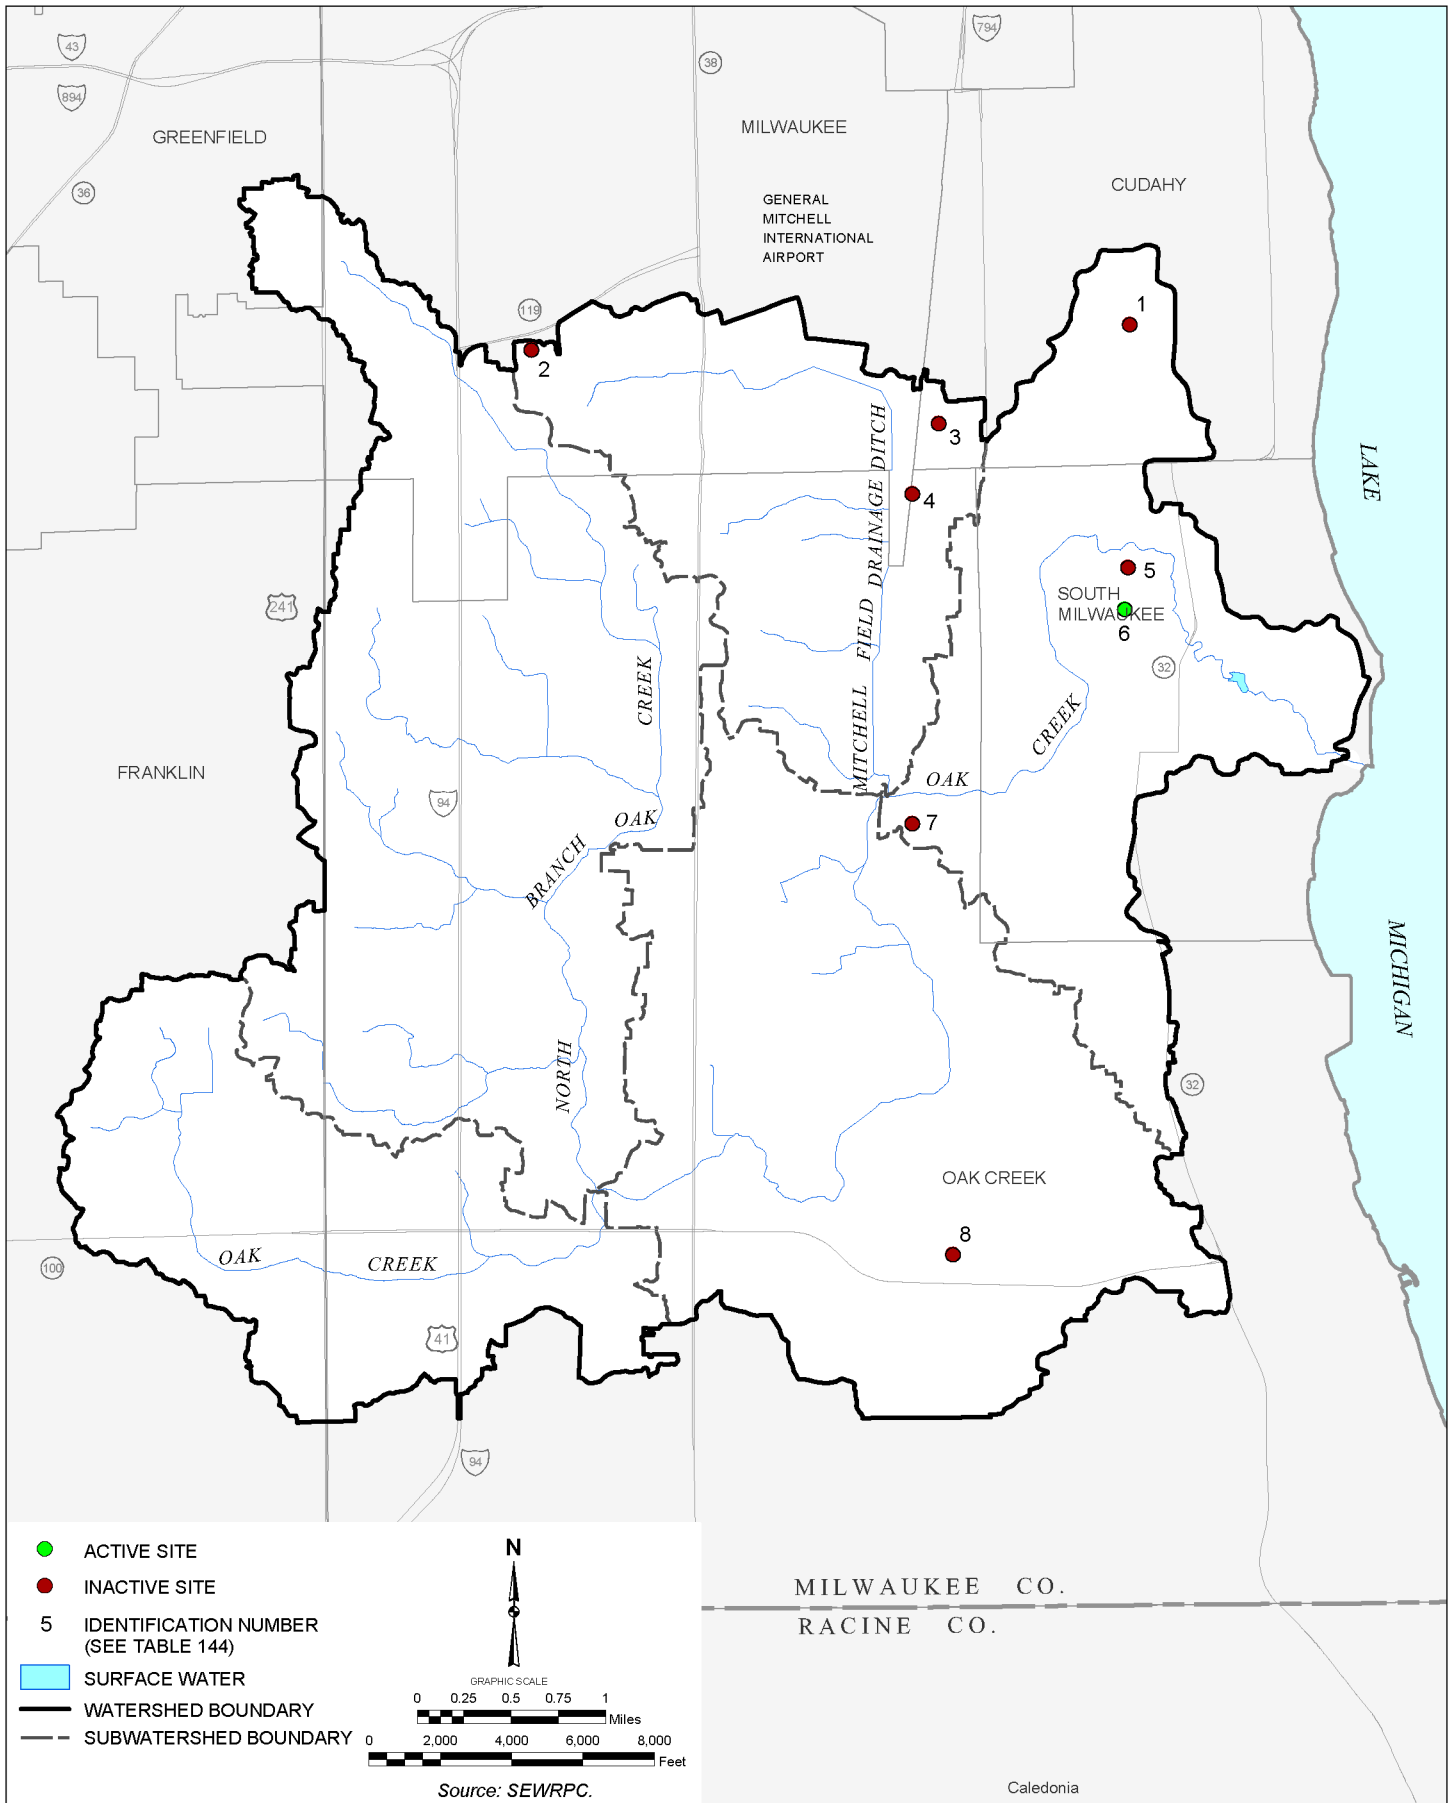 43
894
38
794
GREENFIELD
MILWAUKEE
36
CUDAHY
GENERAL
MITCHELL
INTERNATIONAL
AIRPORT
119
1
2
3
4
LAKE
MITCHELL FIELD DRAINAGE DITCH
5
SOUTH
MILWAUKEE
6
241
32
CREEK
CREEK
FRANKLIN
OAK
94
OAK
7
BRANCH
MICHIGAN
NORTH
32
OAK CREEK
8
OAK CREEK
100
41
94
ACTIVE SITE
INACTIVE SITE
5 IDENTIFICATION NUMBER
(SEE TABLE 144)
SURFACE WATER
WATERSHED BOUNDARY
SUBWATERSHED BOUNDARY
N
GRAPHIC SCALE
0 0.25 0.5 0.75 1
Miles
0 2,000 4,000 6,000 8,000
Feet
Source: SEWRPC.
MILWAUKEE CO.
RACINE CO.
Caledonia